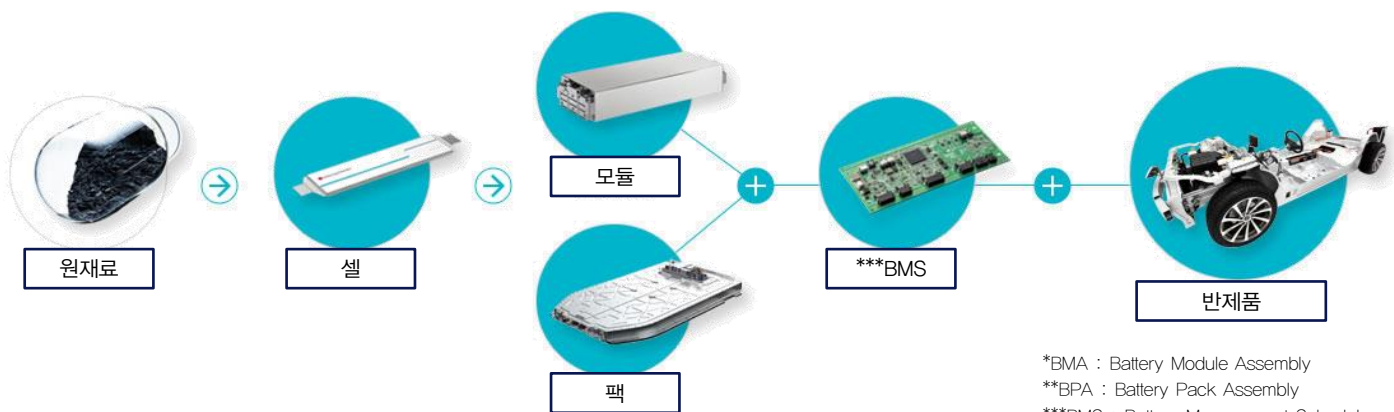 원재료
셀
모듈
팩
***BMS
반제품
*BMA : Battery Module Assembly
**BPA : Battery Pack Assembly